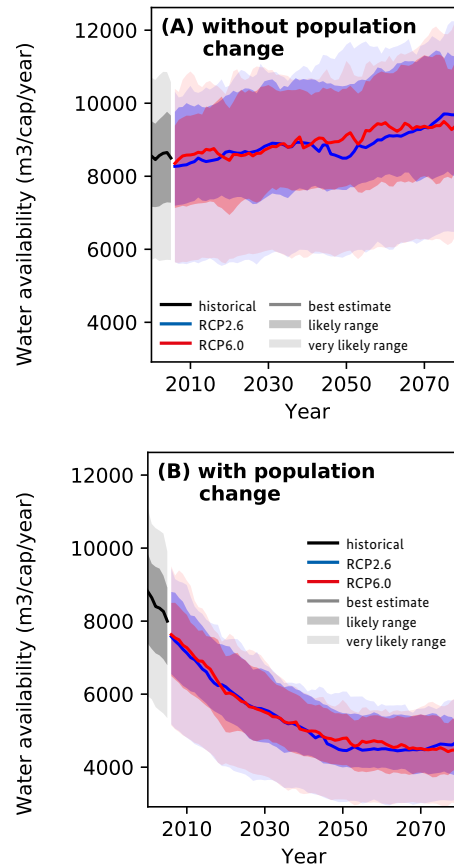 12000
10000
8000
6000
4000
Water availability (m3/cap/year)
(A) without population
change
historical
RCP2.6
RCP6.0
best estimate
likely range
very likely range
2010 2030 2050 2070
Year
12000
10000
8000
6000
4000
Water availability (m3/cap/year)
(B) with population
change
historical
RCP2.6
RCP6.0
best estimate
likely range
very likely range
2010 2030 2050 2070
Year